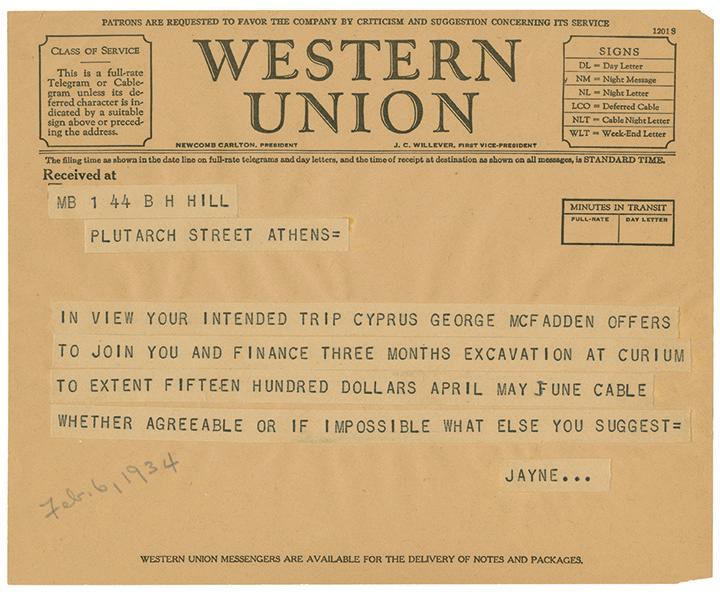 PATRONS ARE REQUESTED TO FAVOR THE COMPANY BY CRITICISM AND SUGGESTION CONCERNING ITS SERVICE
1201S
CLASS OF SERVICE
This is a full-rate
Telegram or Cable-
gram unless its de-
ferred character is in-
dicated by a suitable
sign above or preced-
ing the address.
WESTERN
UNION
NEWCOMB CARLTON, PRESIDENT
J. C. WILLEVER, FIRST VICE-PRESIDENT
SIGNS
DL = Day Letter
NM = Night Message
NL = Night Letter
LCO = Deferred Cable
NLT = Cable Night Letter
WLT = Week-End Letter
The filing time as shown in the date line on full-rate telegrams and day letters, and the time of receipt at destination as shown on all messages, is STANDARD TIME.
Received at
MB 1 44 B H HILL
PLUTARCH STREET ATHENS=
MINUTES IN TRANSIT
FULL-RATE DAY LETTER
IN VIEW YOUR INTENDED TRIP CYPRUS GEORGE MCFADDEN OFFERS
TO JOIN YOU AND FINANCE THREE MONTHS EXCAVATION AT CURIUM
TO EXTENT FIFTEEN HUNDRED DOLLARS APRIL MAY JUNE CABLE
WHETHER AGREEABLE OR IF IMPOSSIBLE WHAT ELSE YOU SUGGEST=
JAYNE...
Feb. 6, 1934
WESTERN UNION MESSENGERS ARE AVAILABLE FOR THE DELIVERY OF NOTES AND PACKAGES.